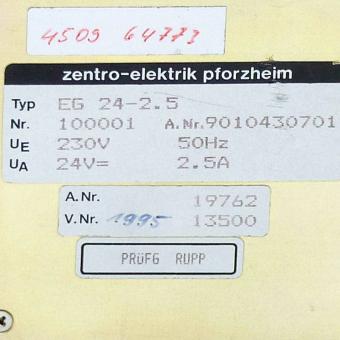 4509 64773
zentro-elektrik pforzheim
Typ EG 24-2.5
Nr. 100001 A.Nr.9010430701
UE 230V 50Hz
UA 24V= 2.5A
A.Nr. 19762
V.Nr. 1995 13500
PRÜFG RUPP